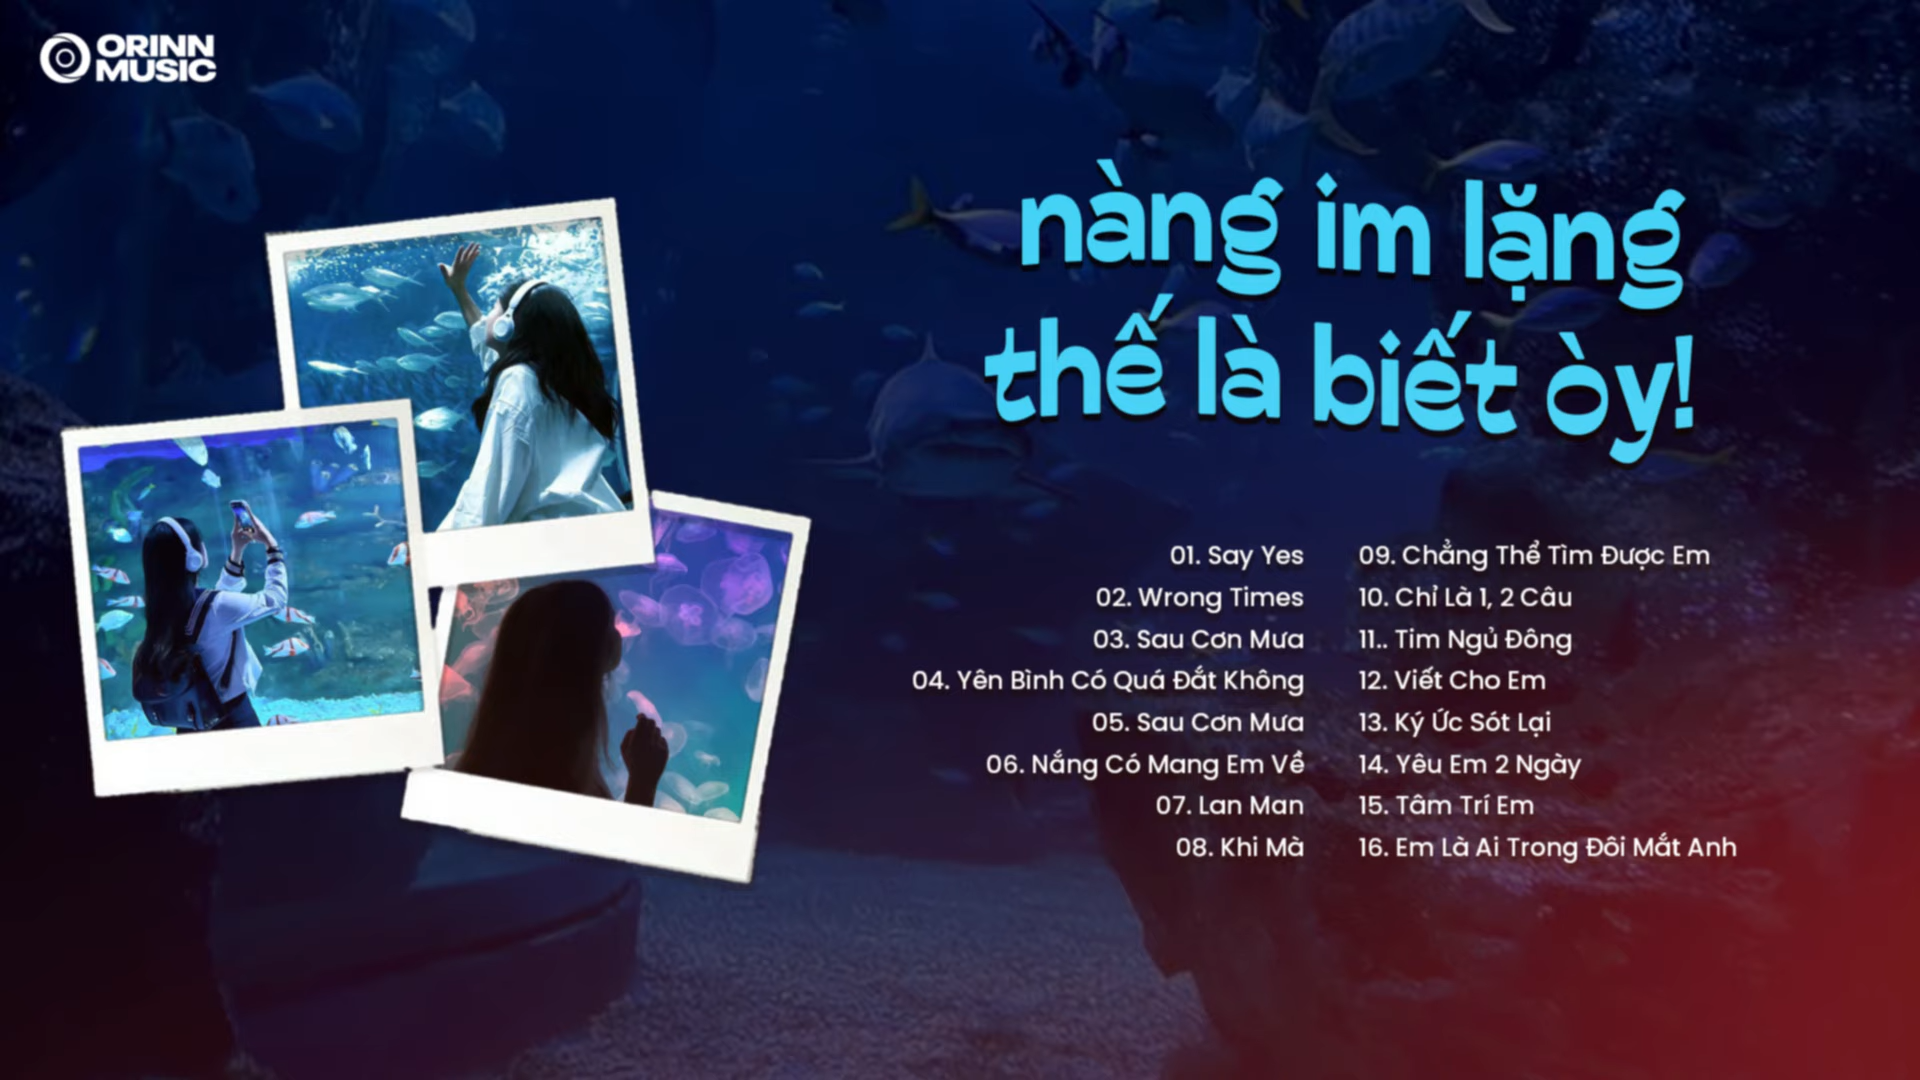 ORINN
MUSIC
nàng im lặng
thế là biết òy!
01. Say Yes
02. Wrong Times
03. Sau Cơn Mưa
04. Yên Bình Có Quá Đắt Không
05. Sau Cơn Mưa
06. Nắng Có Mang Em Về
07. Lan Man
08. Khi Mà
09. Chẳng Thể Tìm Được Em
10. Chỉ Là 1, 2 Câu
11.. Tim Ngủ Đông
12. Viết Cho Em
13. Ký Ức Sót Lại
14. Yêu Em 2 Ngày
15. Tâm Trí Em
16. Em Là Ai Trong Đôi Mắt Anh